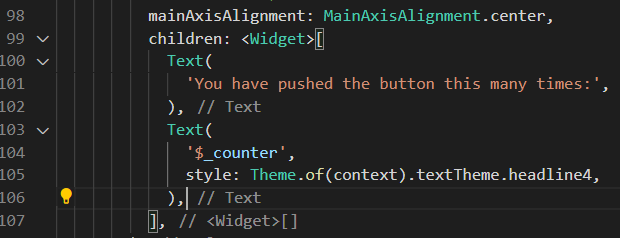 98 mainAxisAlignment: MainAxisAlignment.center,
99 children: <Widget>[
100 Text(
101 'You have pushed the button this many times:',
102 ), // Text
103 Text(
104 '$_counter',
105 style: Theme.of(context).textTheme.headline4,
106 ), // Text
107 ], // <Widget>[]